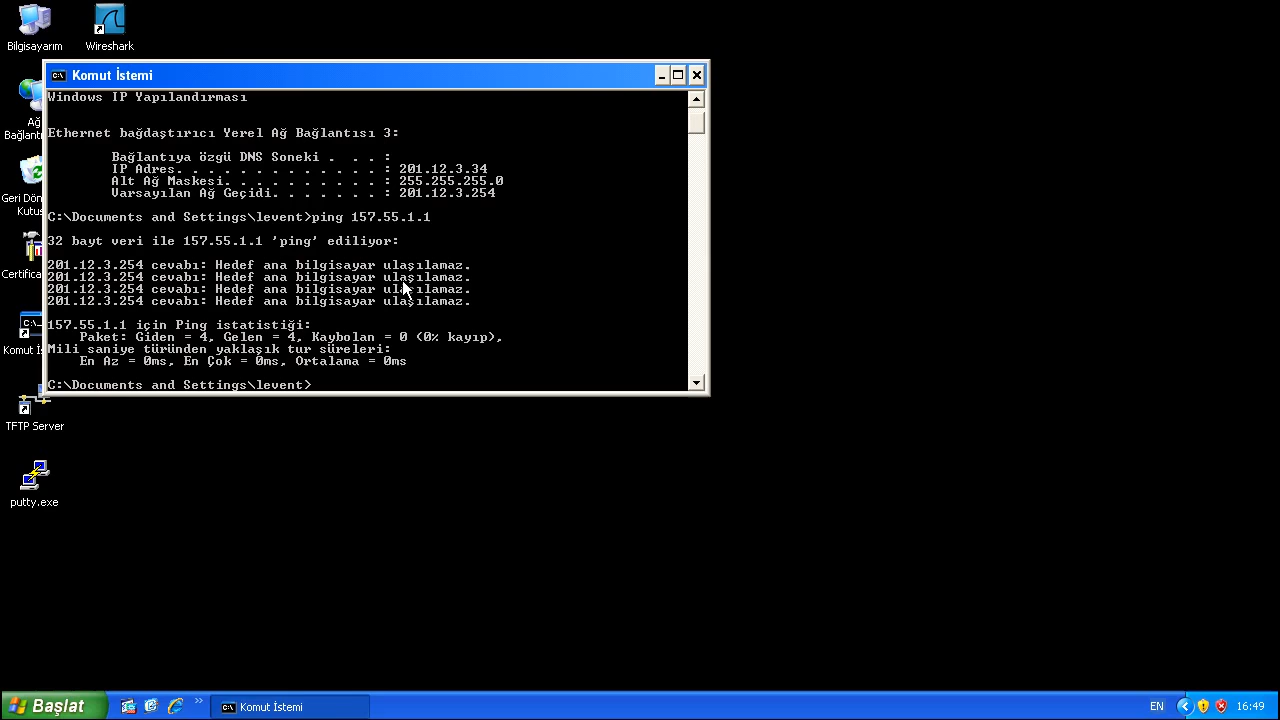 Bilgisayarım
Wireshark
Komut İstemi
Windows IP Yapılandırması
Ethernet bağdaştırıcı Yerel Ağ Bağlantısı 3:
Bağlantıya özgü DNS Soneki . . . :
IP Adres. . . . . . . . . . . . . : 201.12.3.34
Alt Ağ Maskesi. . . . . . . . . . : 255.255.255.0
Varsayılan Ağ Geçidi. . . . . . . : 201.12.3.254
C:\Documents and Settings\levent>ping 157.55.1.1
32 bayt veri ile 157.55.1.1 'ping' ediliyor:
201.12.3.254 cevabı: Hedef ana bilgisayar ulaşılamaz.
201.12.3.254 cevabı: Hedef ana bilgisayar ulaşılamaz.
201.12.3.254 cevabı: Hedef ana bilgisayar ulaşılamaz.
201.12.3.254 cevabı: Hedef ana bilgisayar ulaşılamaz.
157.55.1.1 için Ping istatistiği:
Paket: Giden = 4, Gelen = 4, Kaybolan = 0 (0% kayıp),
Mili saniye türünden yaklaşık tur süreleri:
En Az = 0ms, En Çok = 0ms, Ortalama = 0ms
C:\Documents and Settings\levent>
Ağ
Bağlant
Geri Dön
Kutus
Certifica
Komut İs
TFTP Server
putty.exe
Başlat
Komut İstemi
EN
16:49